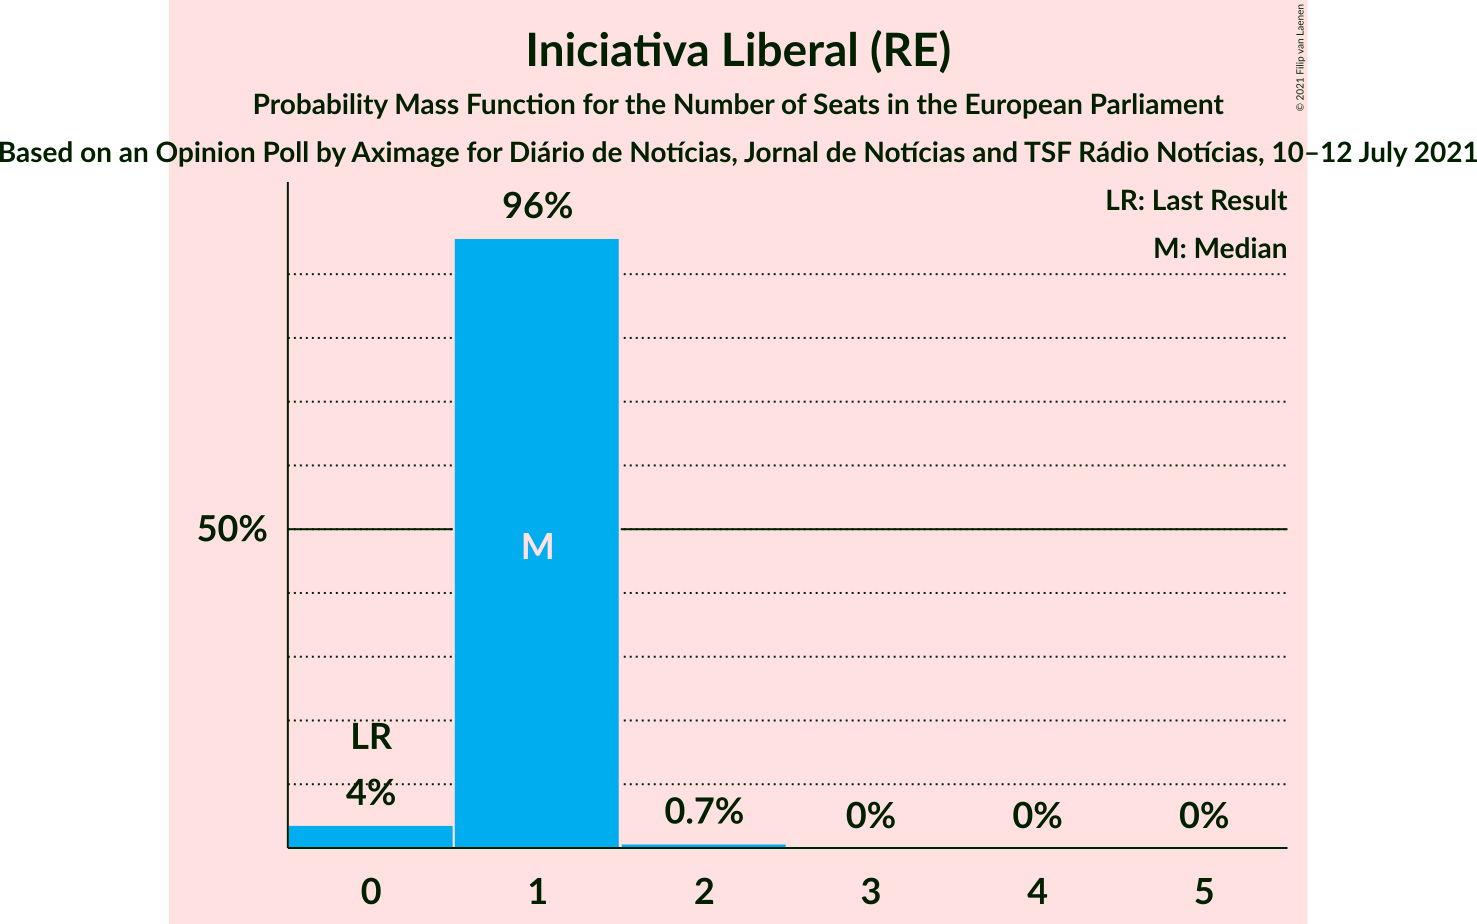 Iniciativa Liberal (RE)
Probability Mass Function for the Number of Seats in the European Parliament
Based on an Opinion Poll by Aximage for Diário de Notícias, Jornal de Notícias and TSF Rádio Notícias, 10–12 July 2021
© 2021 Filip van Laenen
LR: Last Result
M: Median
96%
50%
M
LR
4%
0.7%
0%
0%
0%
0
1
2
3
4
5